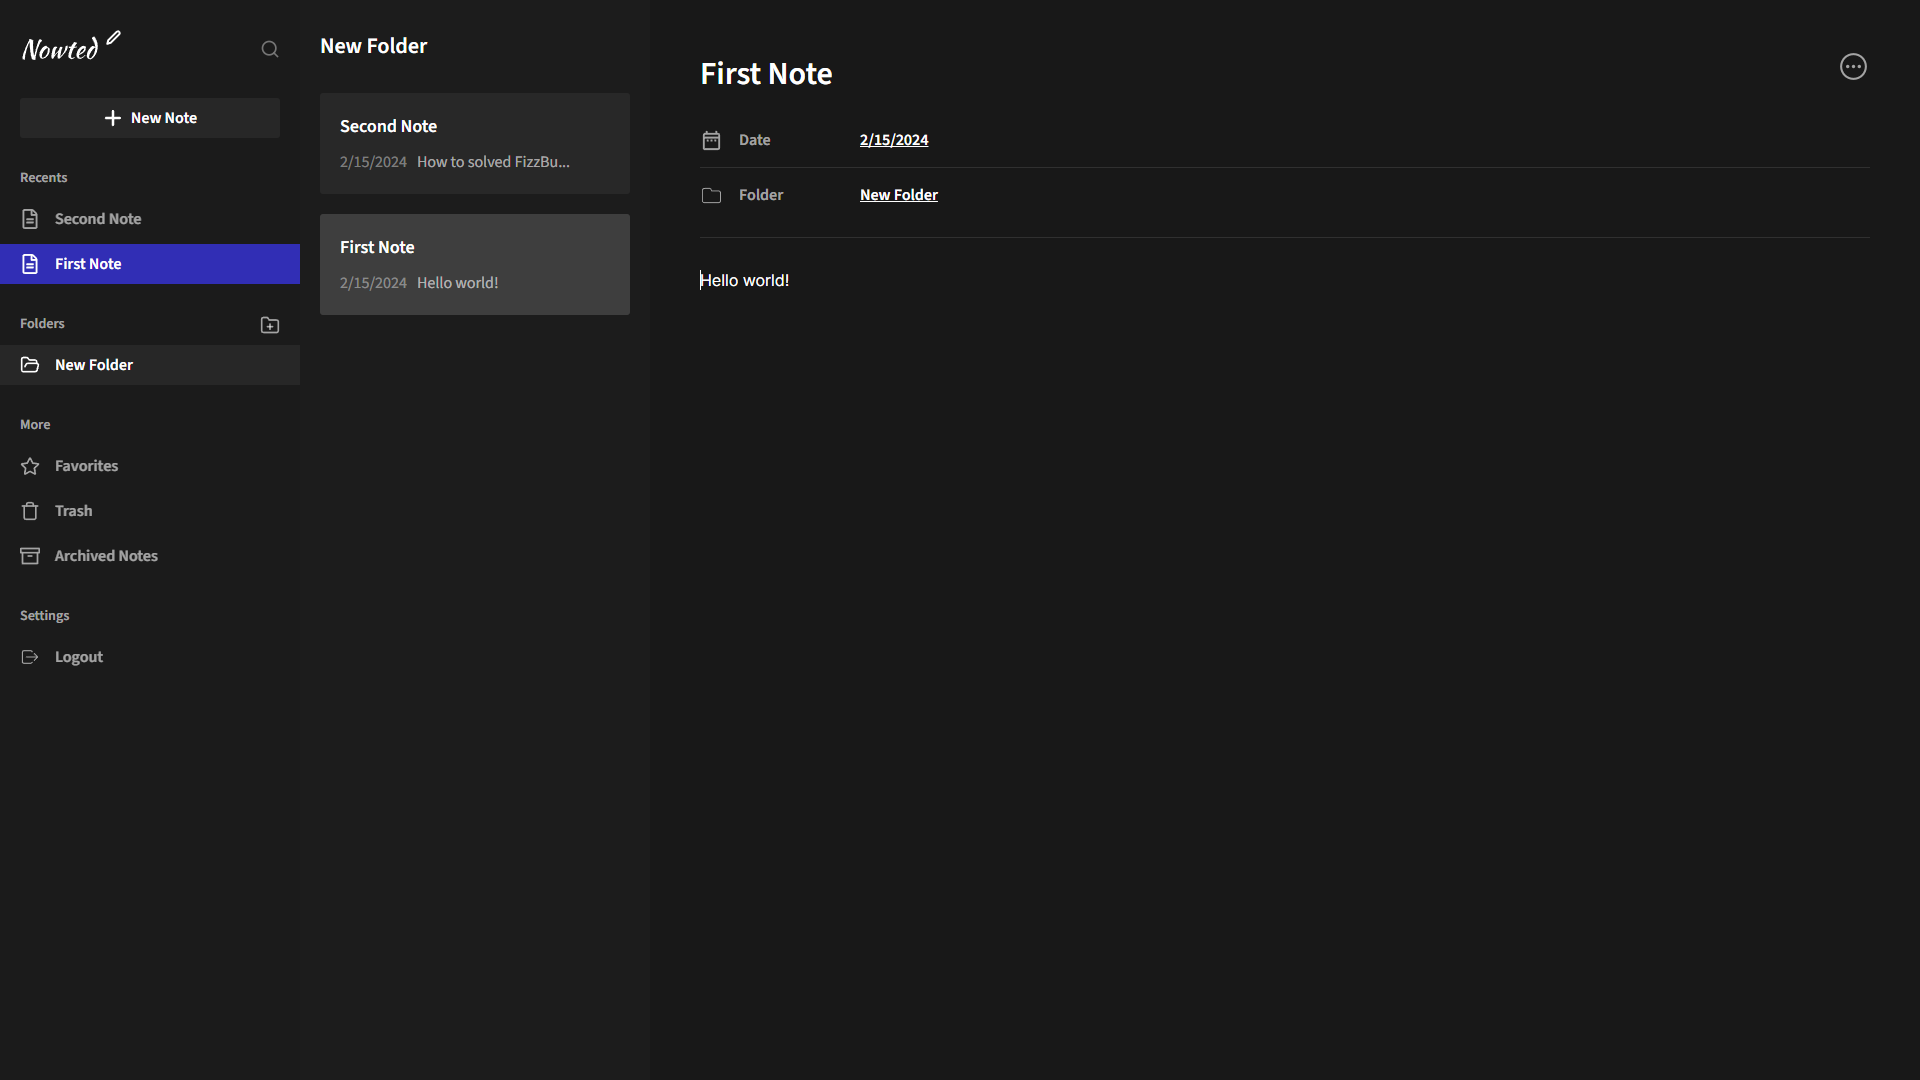 Nowted
New Note
Recents
Second Note
First Note
Folders
New Folder
More
Favorites
Trash
Archived Notes
Settings
Logout
New Folder
Second Note
2/15/2024 How to solved FizzBu...
First Note
2/15/2024 Hello world!
First Note
Date 2/15/2024
Folder New Folder
Hello world!